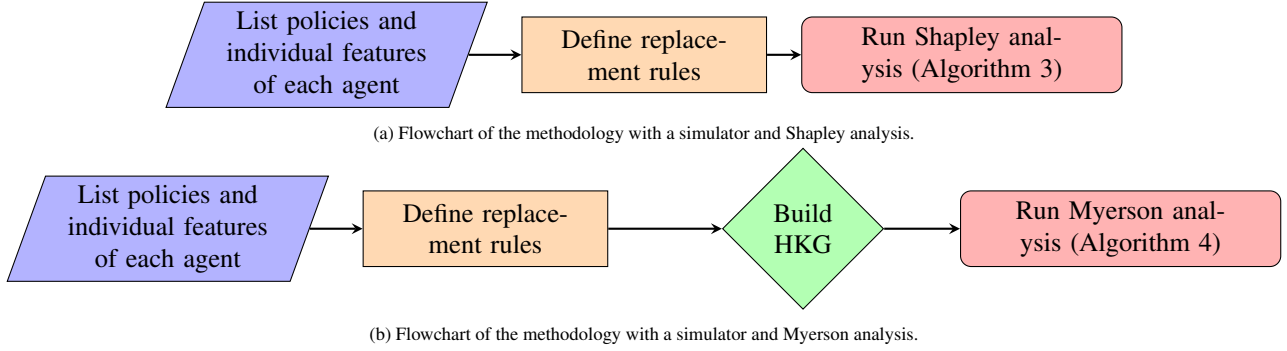 List policies and
individual features
of each agent
Define replace-
ment rules
Run Shapley anal-
ysis (Algorithm 3)
(a) Flowchart of the methodology with a simulator and Shapley analysis.
List policies and
individual features
of each agent
Define replace-
ment rules
Build
HKG
Run Myerson anal-
ysis (Algorithm 4)
(b) Flowchart of the methodology with a simulator and Myerson analysis.